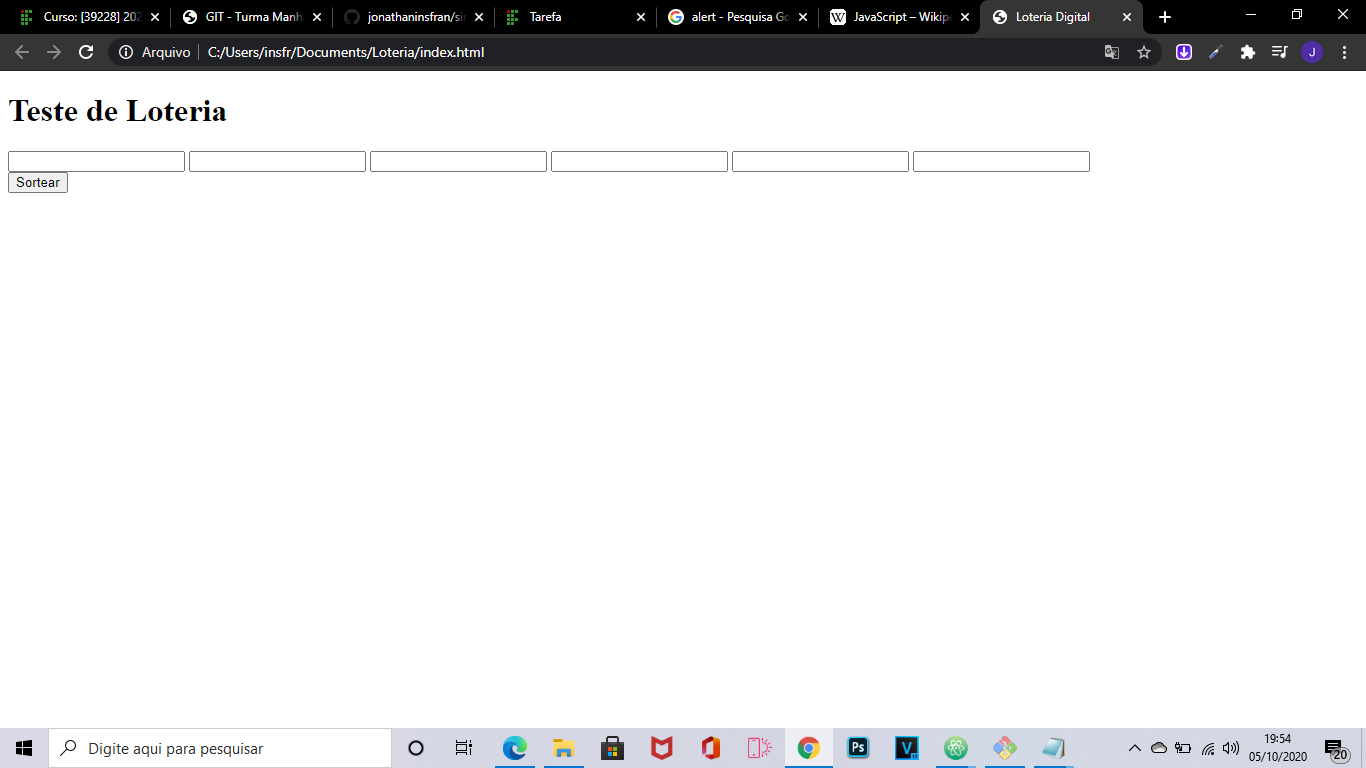 Curso: [39228] 202
GIT - Turma Manh
jonathaninsfran/si
Tarefa
alert - Pesquisa Go
JavaScript – Wikip
Loteria Digital
Arquivo
C:/Users/insfr/Documents/Loteria/index.html
J
Teste de Loteria
Sortear
Digite aqui para pesquisar
Ps
V
19:54
05/10/2020
20